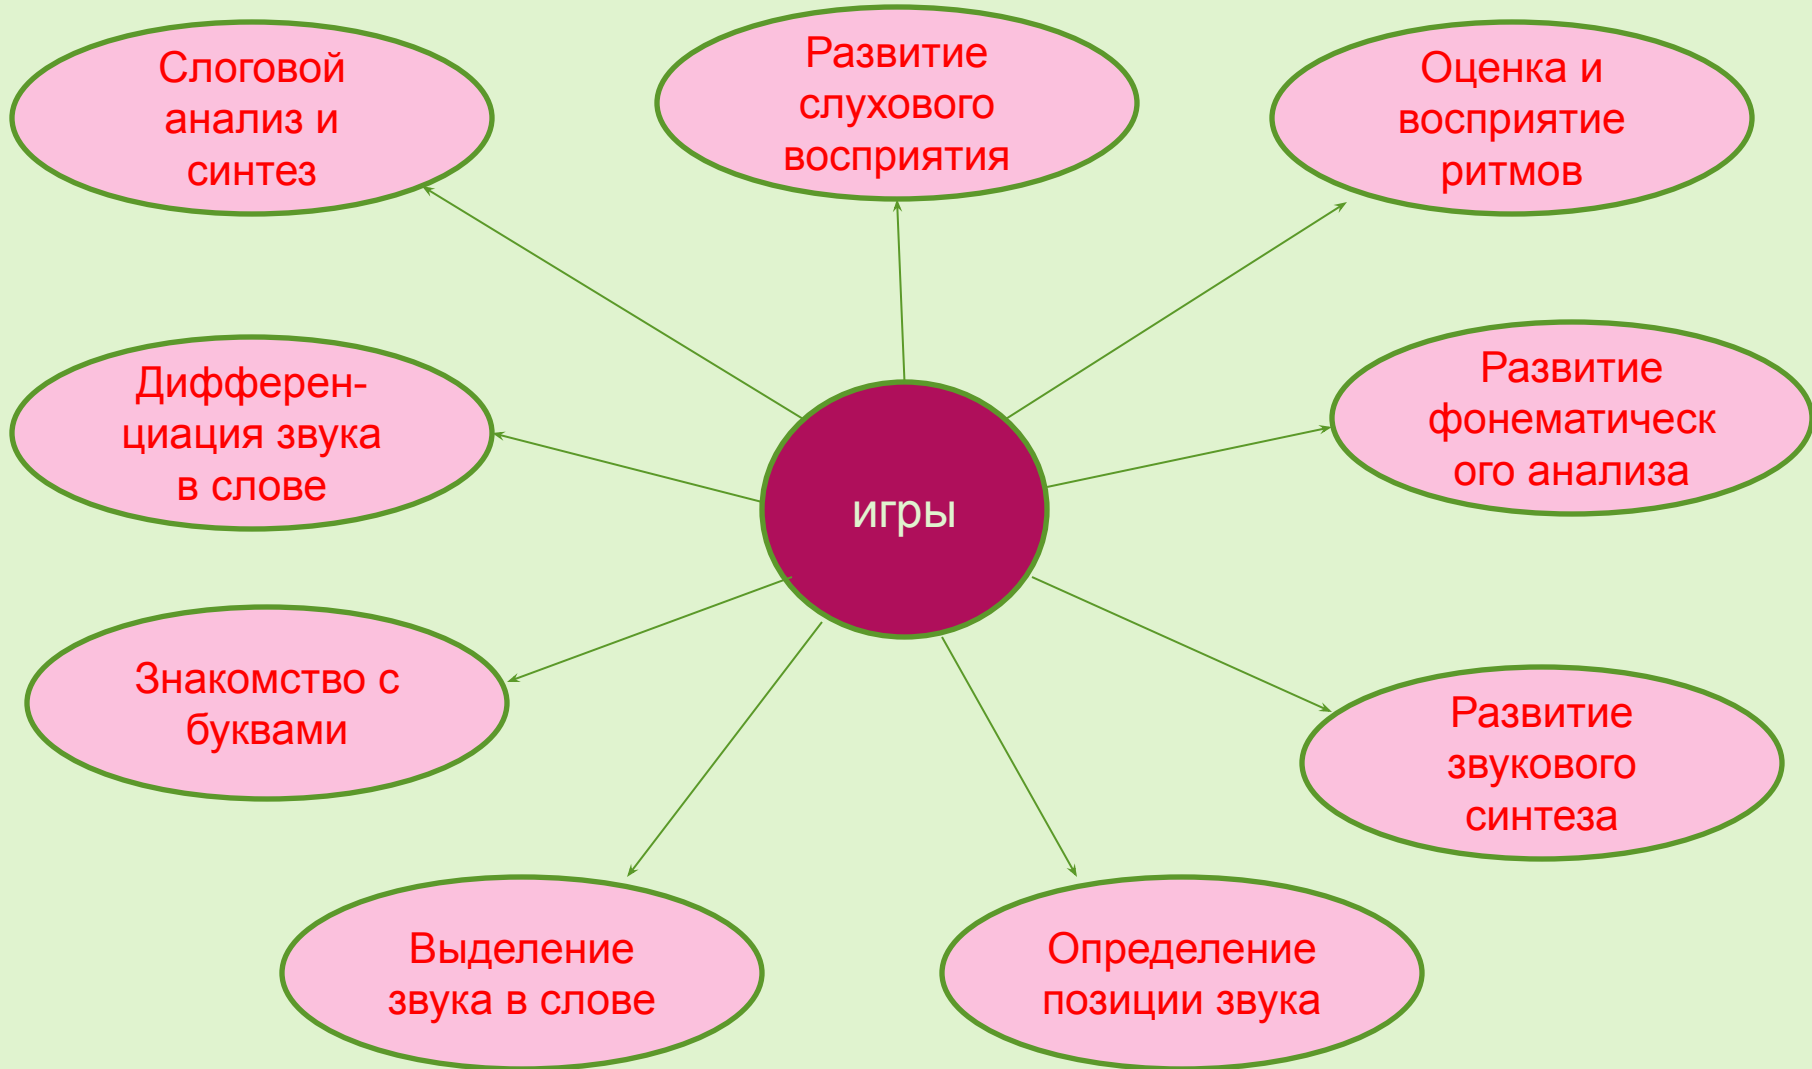 Слоговой
анализ и
синтез
Развитие
слухового
восприятия
Оценка и
восприятие
ритмов
Дифферен-
циация звука
в слове
Развитие
фонематическ
ого анализа
игры
Знакомство с
буквами
Развитие
звукового
синтеза
Выделение
звука в слове
Определение
позиции звука